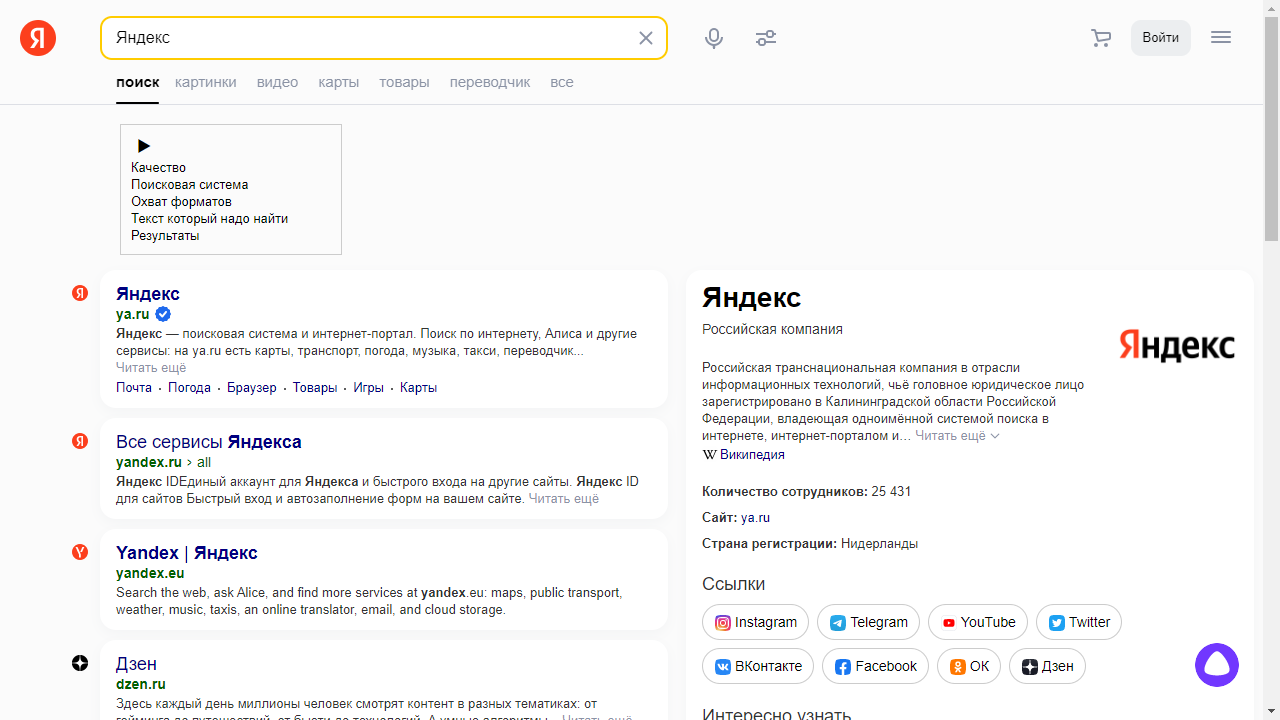 Я
Яндекс
Войти
поиск картинки видео карты товары переводчик все
Качество
Поисковая система
Охват форматов
Текст который надо найти
Результаты
Яндекс
ya.ru
Яндекс — поисковая система и интернет-портал. Поиск по интернету, Алиса и другие
сервисы: на ya.ru есть карты, транспорт, погода, музыка, такси, переводчик...
Читать ещё
Почта · Погода · Браузер · Товары · Игры · Карты
Все сервисы Яндекса
yandex.ru › all
Яндекс IDЕдиный аккаунт для Яндекса и быстрого входа на другие сайты. Яндекс ID
для сайтов Быстрый вход и автозаполнение форм на вашем сайте. Читать ещё
Yandex | Яндекс
yandex.eu
Search the web, ask Alice, and find more services at yandex.eu: maps, public transport,
weather, music, taxis, an online translator, email, and cloud storage.
Дзен
dzen.ru
Здесь каждый день миллионы человек смотрят контент в разных тематиках: от
Яндекс
Российская компания
Яндекс
Российская транснациональная компания в отрасли
информационных технологий, чьё головное юридическое лицо
зарегистрировано в Калининградской области Российской
Федерации, владеющая одноимённой системой поиска в
интернете, интернет-порталом и... Читать ещё
W Википедия
Количество сотрудников: 25 431
Сайт: ya.ru
Страна регистрации: Нидерланды
Ссылки
Instagram Telegram YouTube Twitter
ВКонтакте Facebook ОК Дзен
Интересно узнать